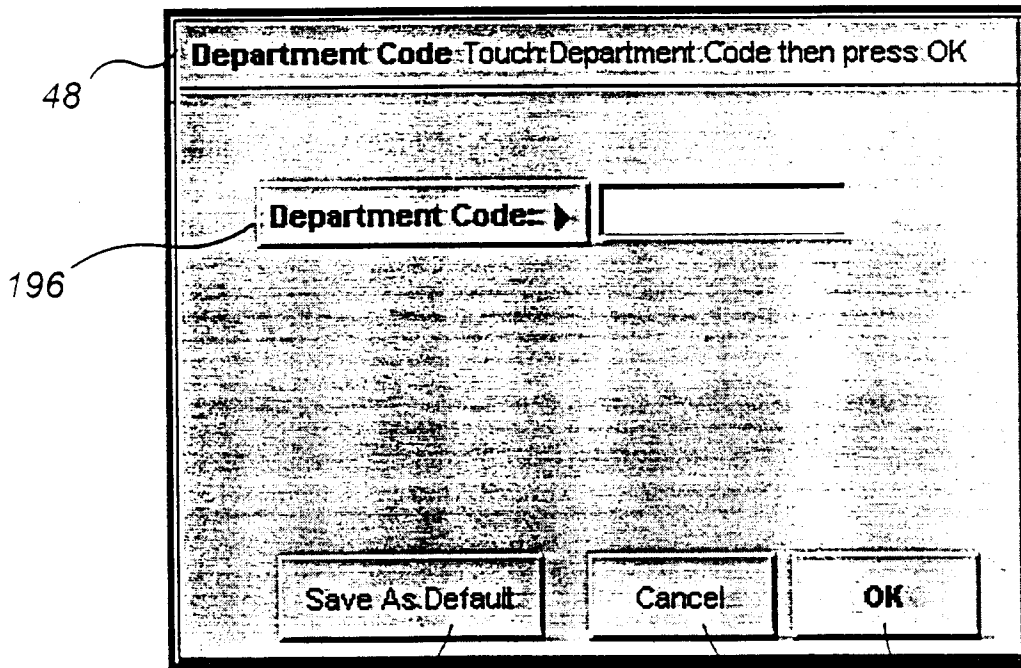 Department Code Touch Department Code then press OK
48
Department Code
196
Save As Default
Cancel
OK